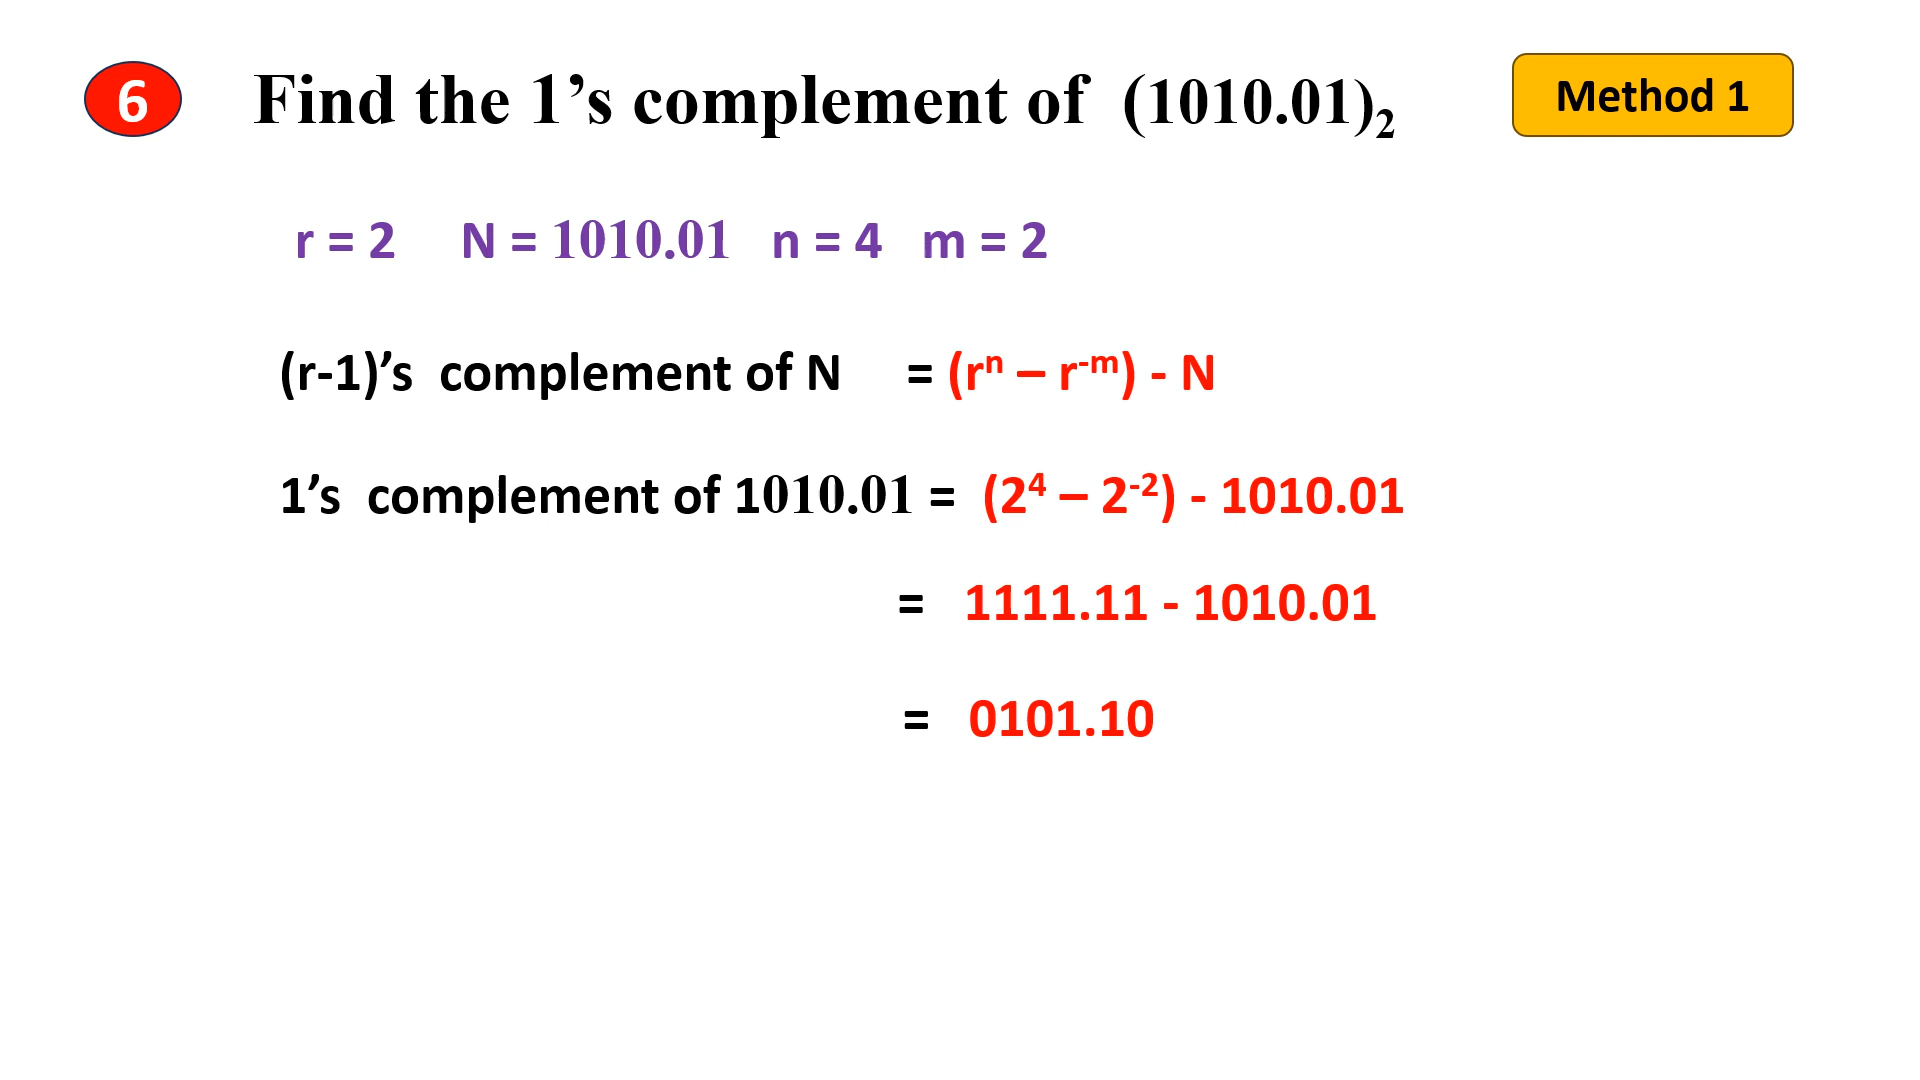 6 Find the 1’s complement of (1010.01)₂ Method 1
r = 2 N = 1010.01 n = 4 m = 2
(r-1)’s complement of N = (rⁿ – r⁻ᵐ) - N
1’s complement of 1010.01 = (2⁴ – 2⁻²) - 1010.01
= 1111.11 - 1010.01
= 0101.10